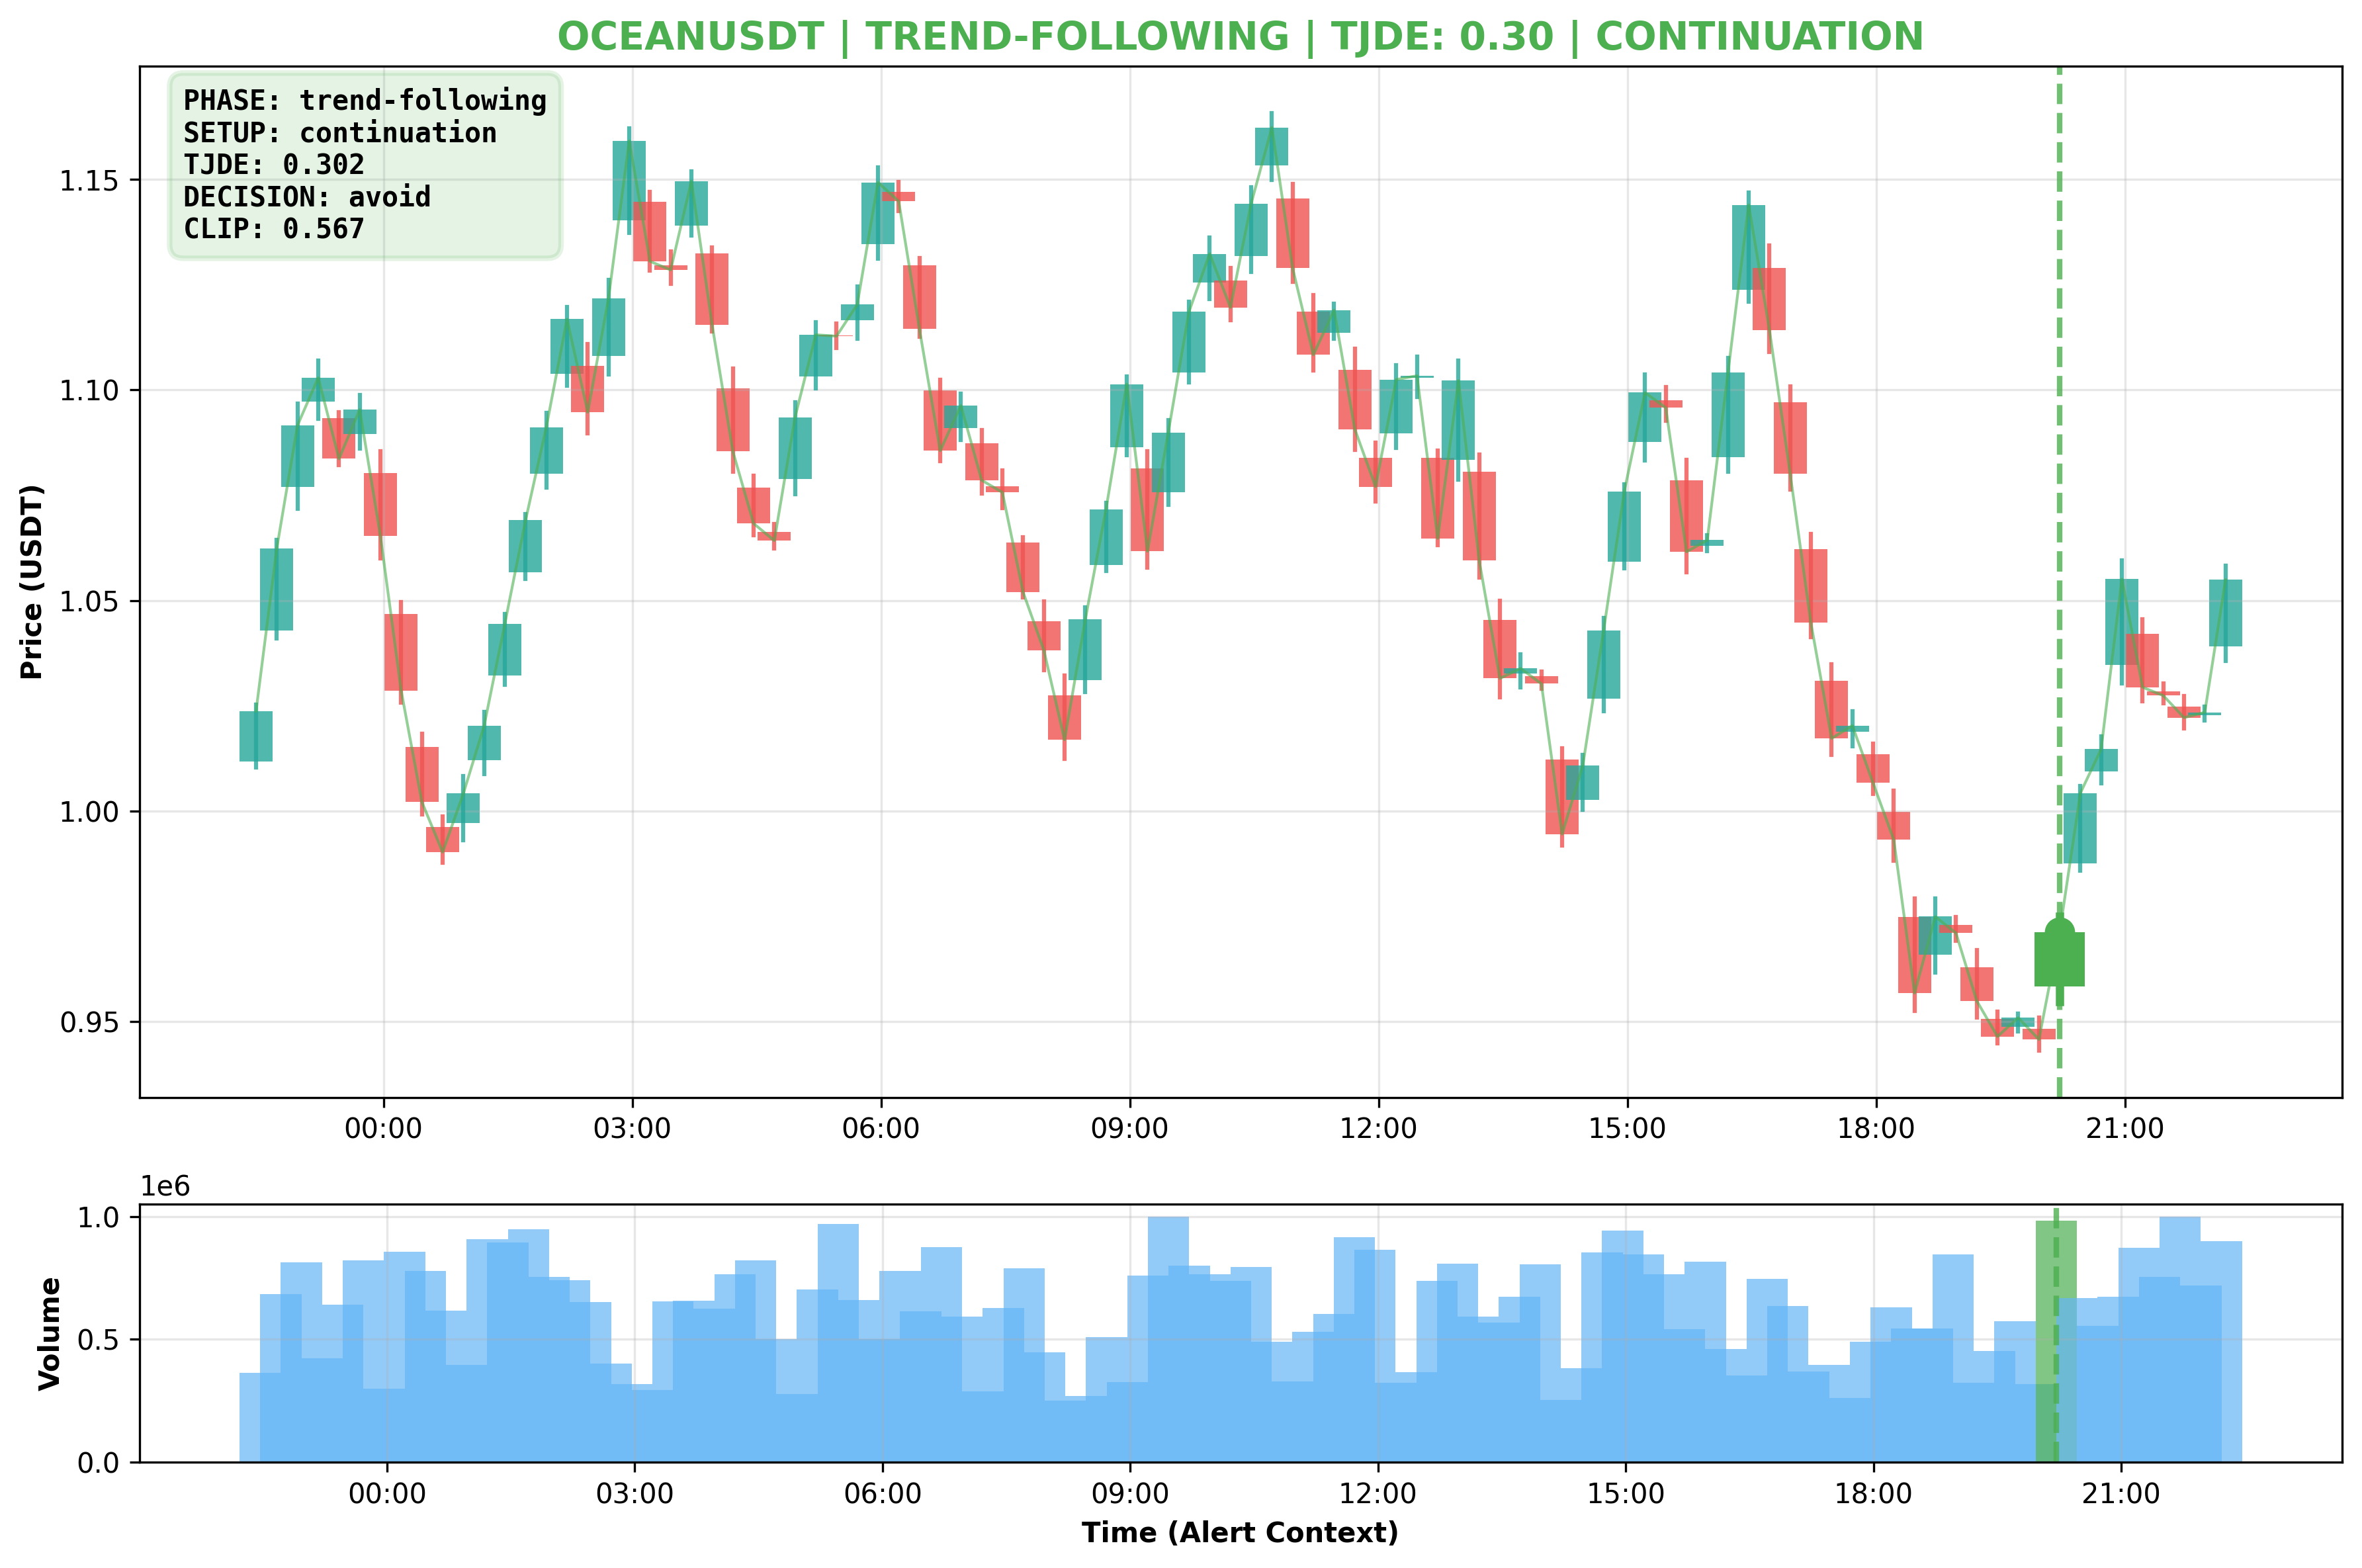 OCEANUSDT | TREND-FOLLOWING | TJDE: 0.30 | CONTINUATION
PHASE: trend-following
SETUP: continuation
TJDE: 0.302
DECISION: avoid
CLIP: 0.567
Price (USDT)
1.15
1.10
1.05
1.00
0.95
00:00 03:00 06:00 09:00 12:00 15:00 18:00 21:00
1e6
Volume
1.0
0.5
0.0
00:00 03:00 06:00 09:00 12:00 15:00 18:00 21:00
Time (Alert Context)